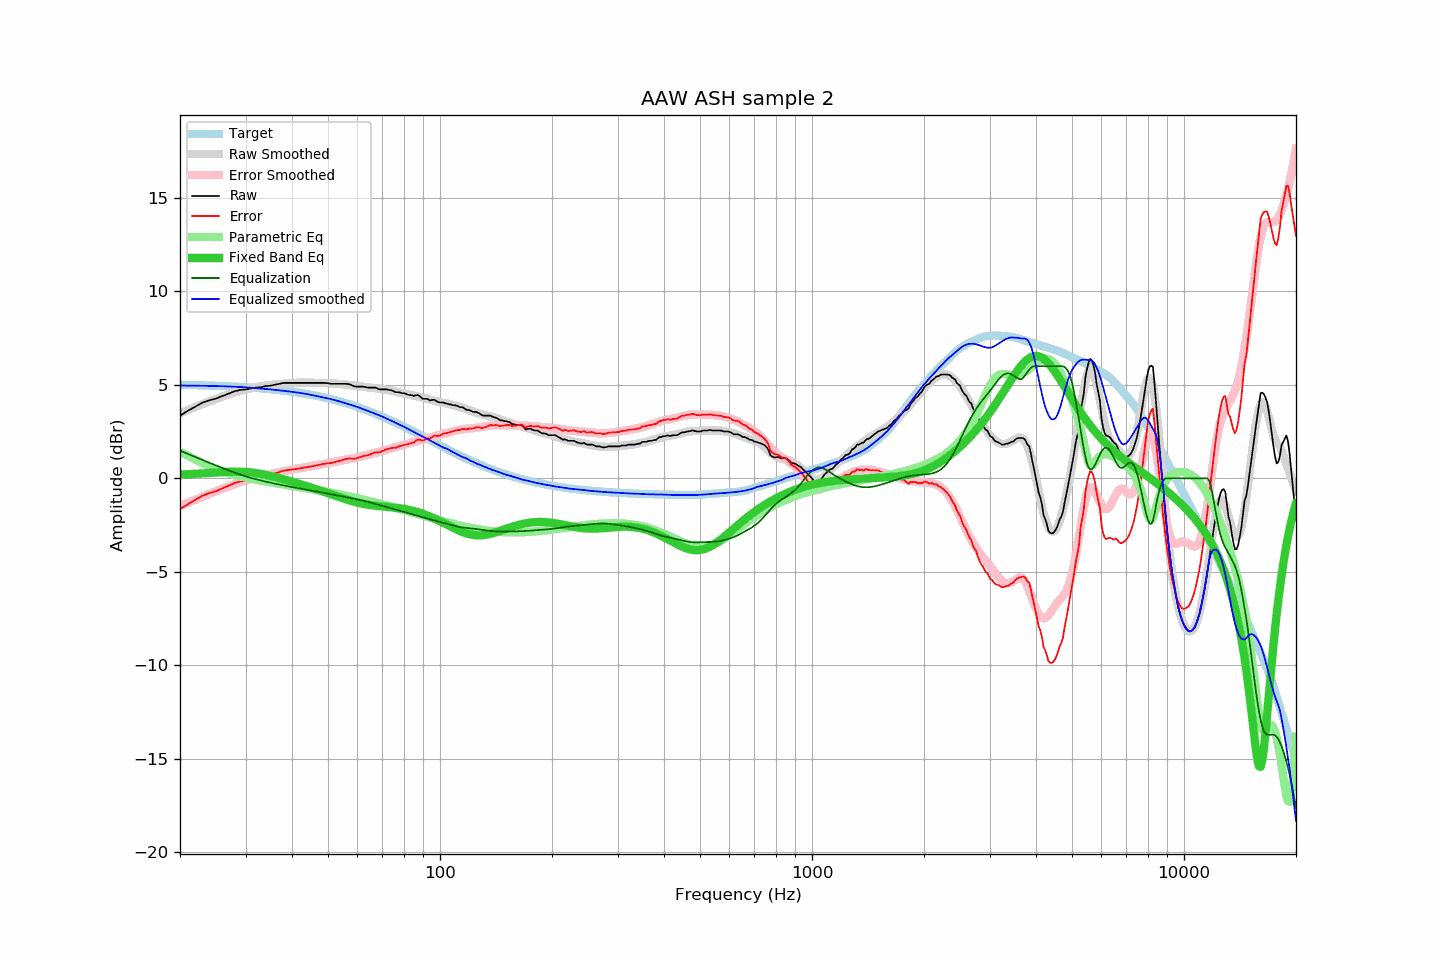 AAW ASH sample 2
Target
Raw Smoothed
Error Smoothed
Raw
Error
Parametric Eq
Fixed Band Eq
Equalization
Equalized smoothed
Amplitude (dBr)
15
10
5
0
−5
−10
−15
−20
100
1000
10000
Frequency (Hz)